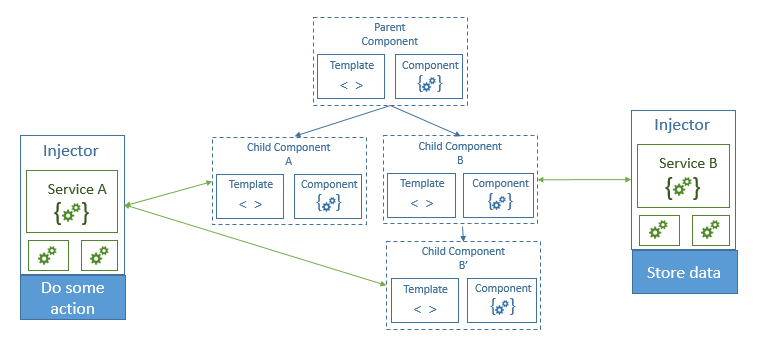 Parent
Component
Template
Component
< >
{ }
Injector
Service A
{ }
Do some
action
Child Component
A
Template
Component
< >
{ }
Child Component
B
Template
Component
< >
{ }
Child Component
B’
Template
Component
< >
{ }
Injector
Service B
{ }
Store data